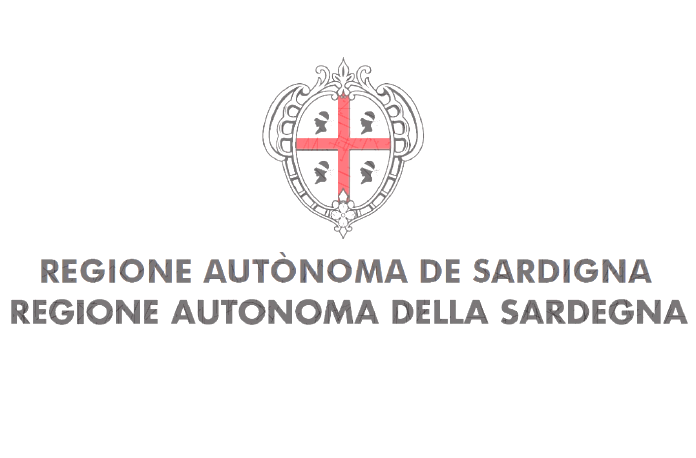 REGIONE AUTÒNOMA DE SARDIGNA
REGIONE AUTONOMA DELLA SARDEGNA